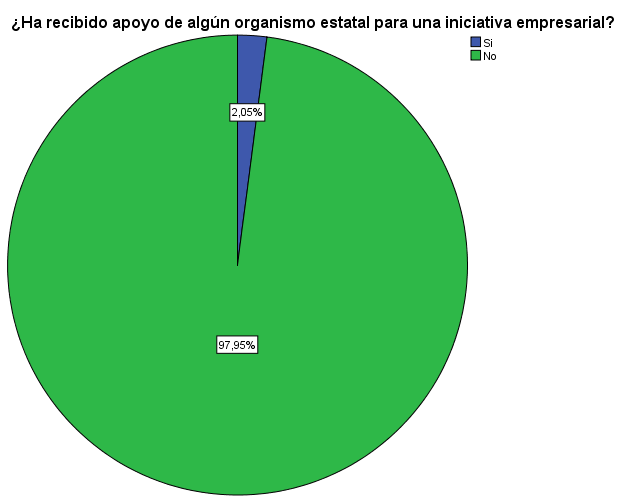 ¿Ha recibido apoyo de algún organismo estatal para una iniciativa empresarial?
Si
No
2,05%
97,95%